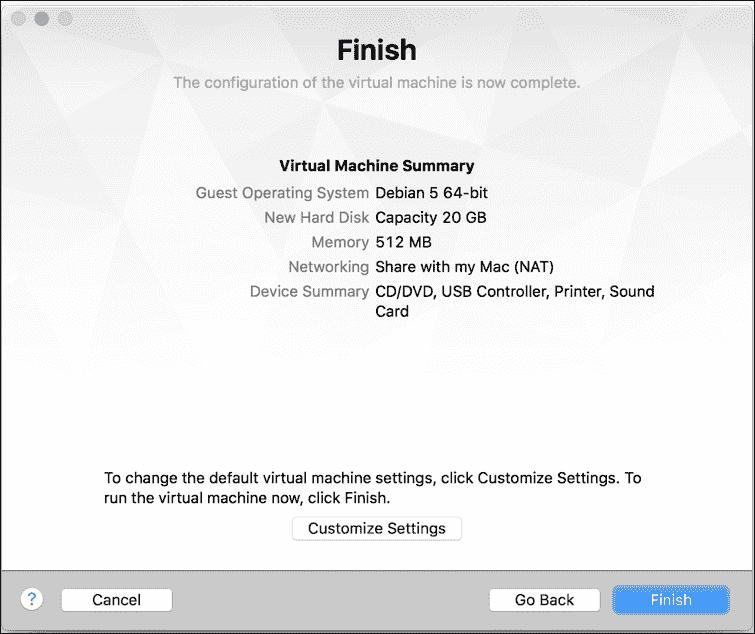 Finish
The configuration of the virtual machine is now complete.
Virtual Machine Summary
Guest Operating System Debian 5 64-bit
New Hard Disk Capacity 20 GB
Memory 512 MB
Networking Share with my Mac (NAT)
Device Summary CD/DVD, USB Controller, Printer, Sound
Card
To change the default virtual machine settings, click Customize Settings. To
run the virtual machine now, click Finish.
Customize Settings
? Cancel Go Back Finish